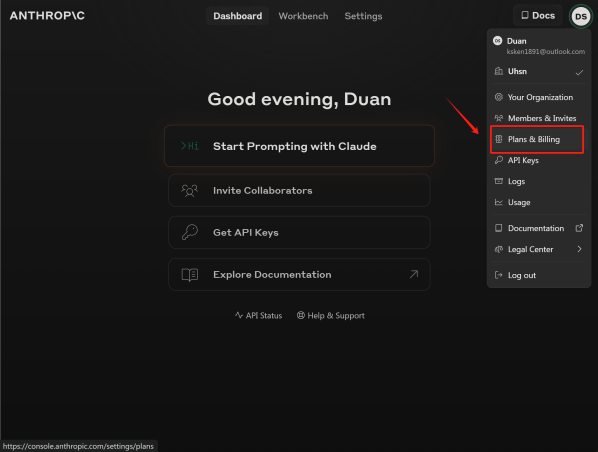 ANTHROP\C
Dashboard
Workbench
Settings
Docs
DS
DS
Duan
ksken1891@outlook.com
Uhsn
Your Organization
Members & Invites
Plans & Billing
API Keys
Logs
Usage
Documentation
Legal Center
Log out
Good evening, Duan
>Hi
Start Prompting with Claude
Invite Collaborators
Get API Keys
Explore Documentation
API Status
Help & Support
https://console.anthropic.com/settings/plans